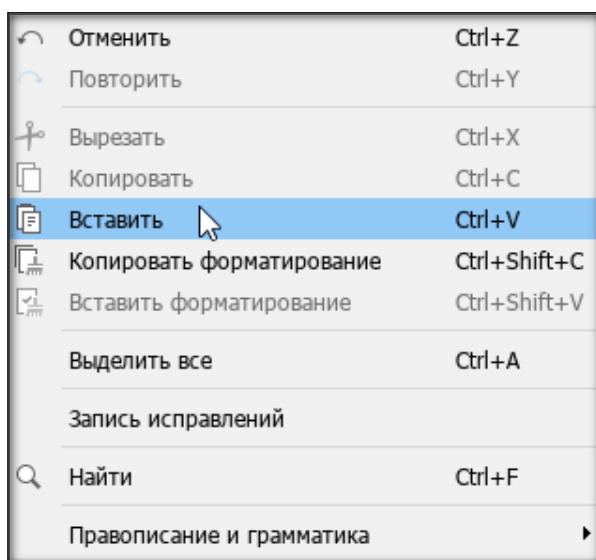 Отменить Ctrl+Z
Повторить Ctrl+Y
Вырезать Ctrl+X
Копировать Ctrl+C
Вставить Ctrl+V
Копировать форматирование Ctrl+Shift+C
Вставить форматирование Ctrl+Shift+V
Выделить все Ctrl+A
Запись исправлений
Найти Ctrl+F
Правописание и грамматика